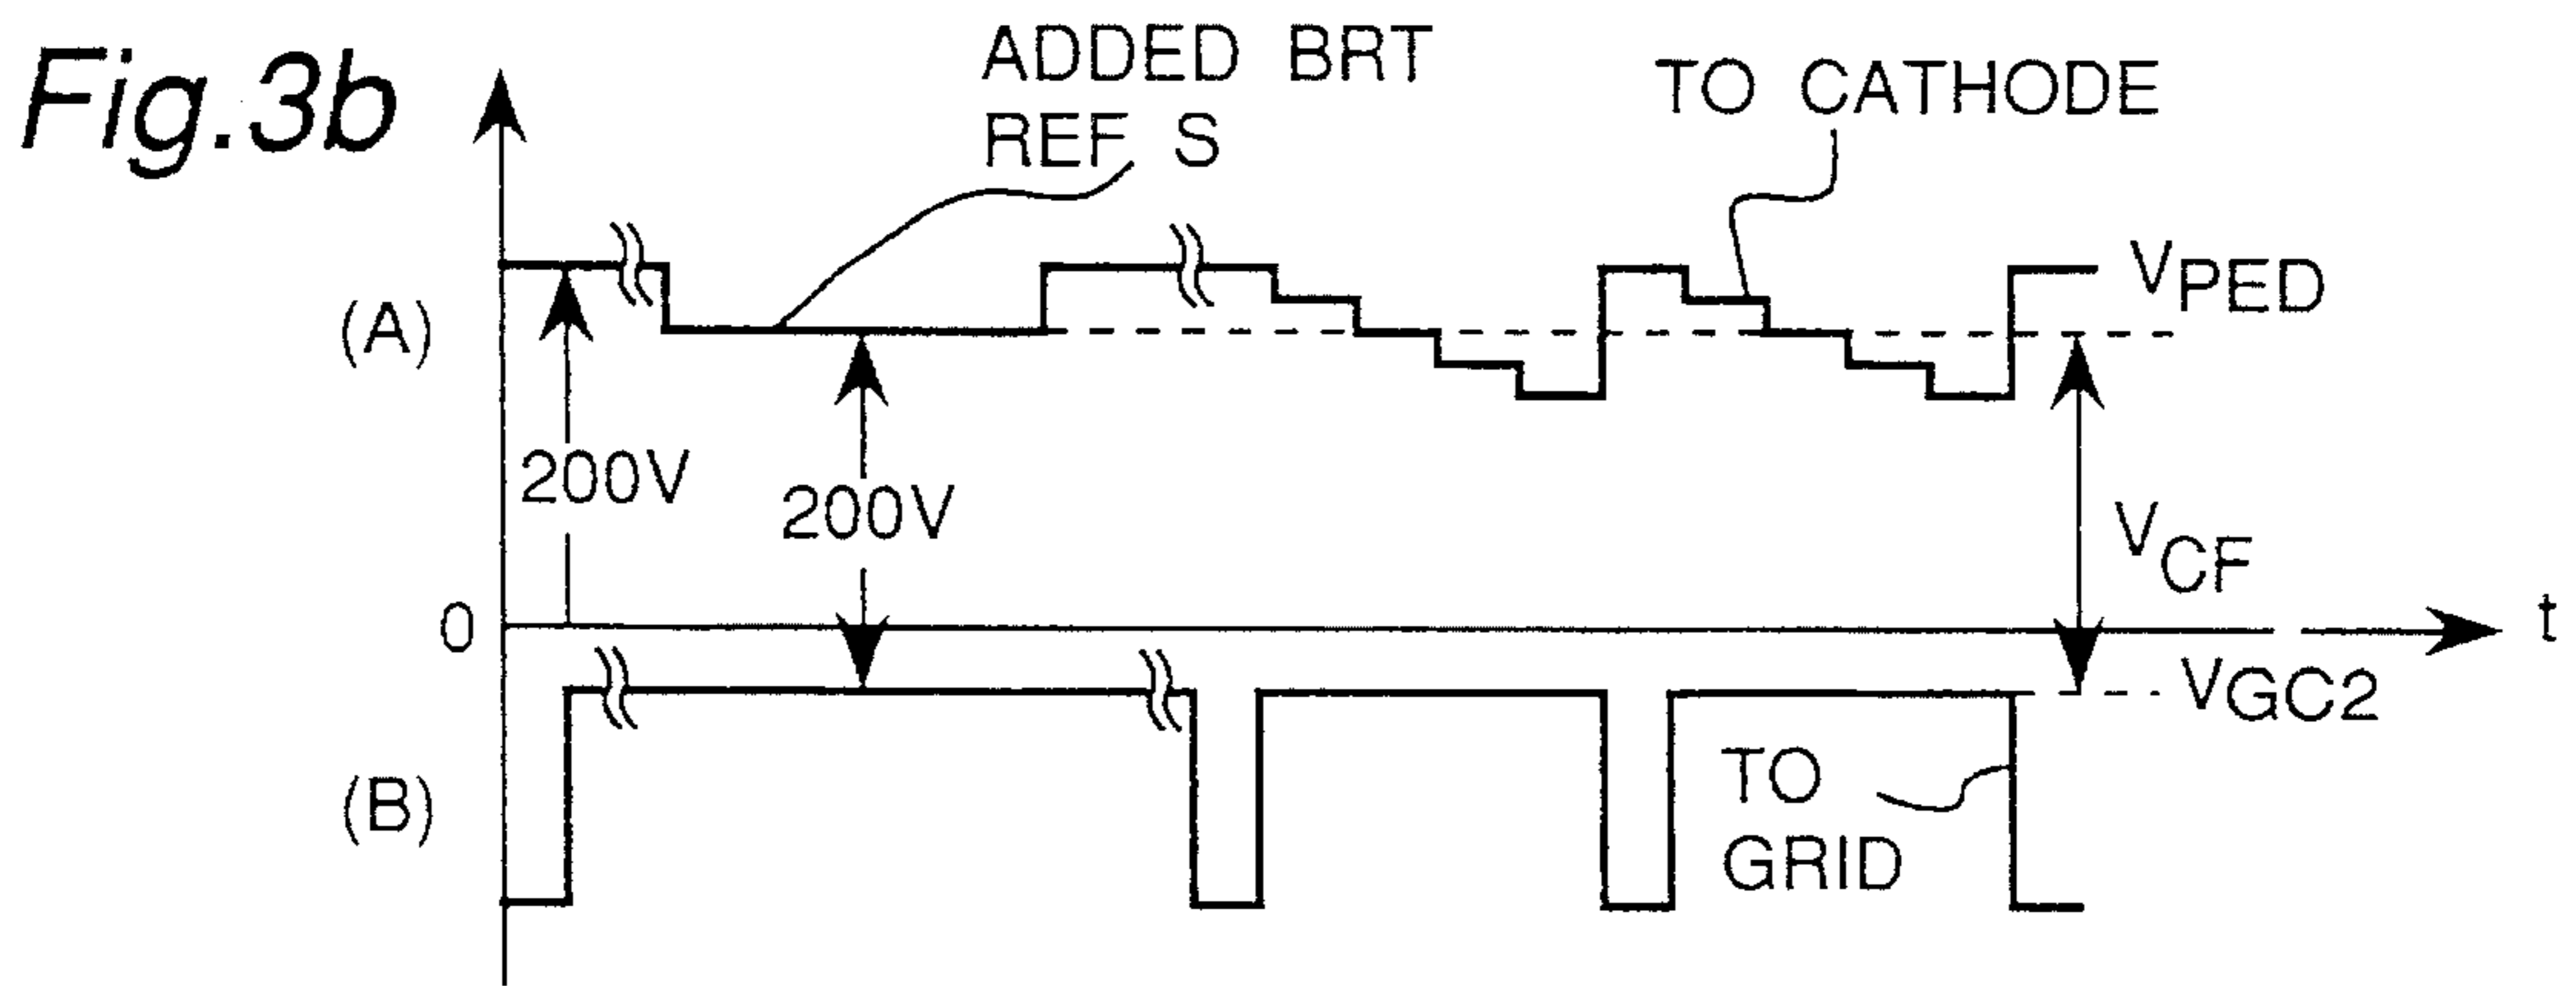 Fig.3b
ADDED BRT
REF S
TO CATHODE
VPED
(A)
200V
200V
VCF
0
t
VGC2
(B)
TO
GRID